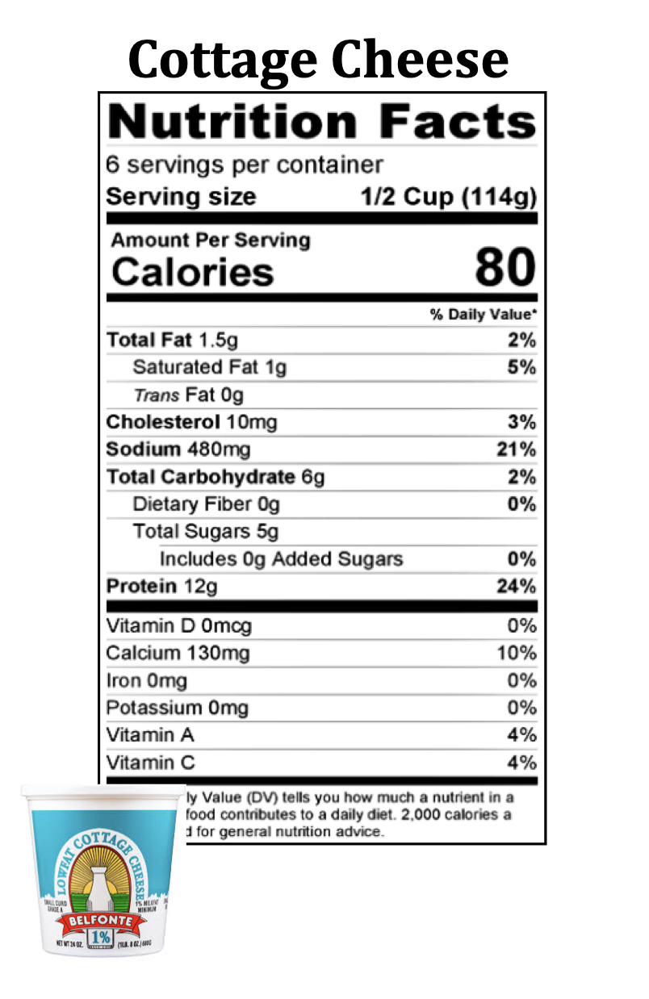 Cottage Cheese
Nutrition Facts
6 servings per container
Serving size 1/2 Cup (114g)
Amount Per Serving
Calories 80
% Daily Value*
Total Fat 1.5g 2%
Saturated Fat 1g 5%
Trans Fat 0g
Cholesterol 10mg 3%
Sodium 480mg 21%
Total Carbohydrate 6g 2%
Dietary Fiber 0g 0%
Total Sugars 5g
Includes 0g Added Sugars 0%
Protein 12g 24%
Vitamin D 0mcg 0%
Calcium 130mg 10%
Iron 0mg 0%
Potassium 0mg 0%
Vitamin A 4%
Vitamin C 4%
ly Value (DV) tells you how much a nutrient in a
food contributes to a daily diet. 2,000 calories a
d for general nutrition advice.
LOWFAT COTTAGE CHEESE
SMALL CURD
GRADE A
1% MILKFAT
MINIMUM
BELFONTE
1%
NET WT 24 OZ. (1LB. 8 OZ.) 680G